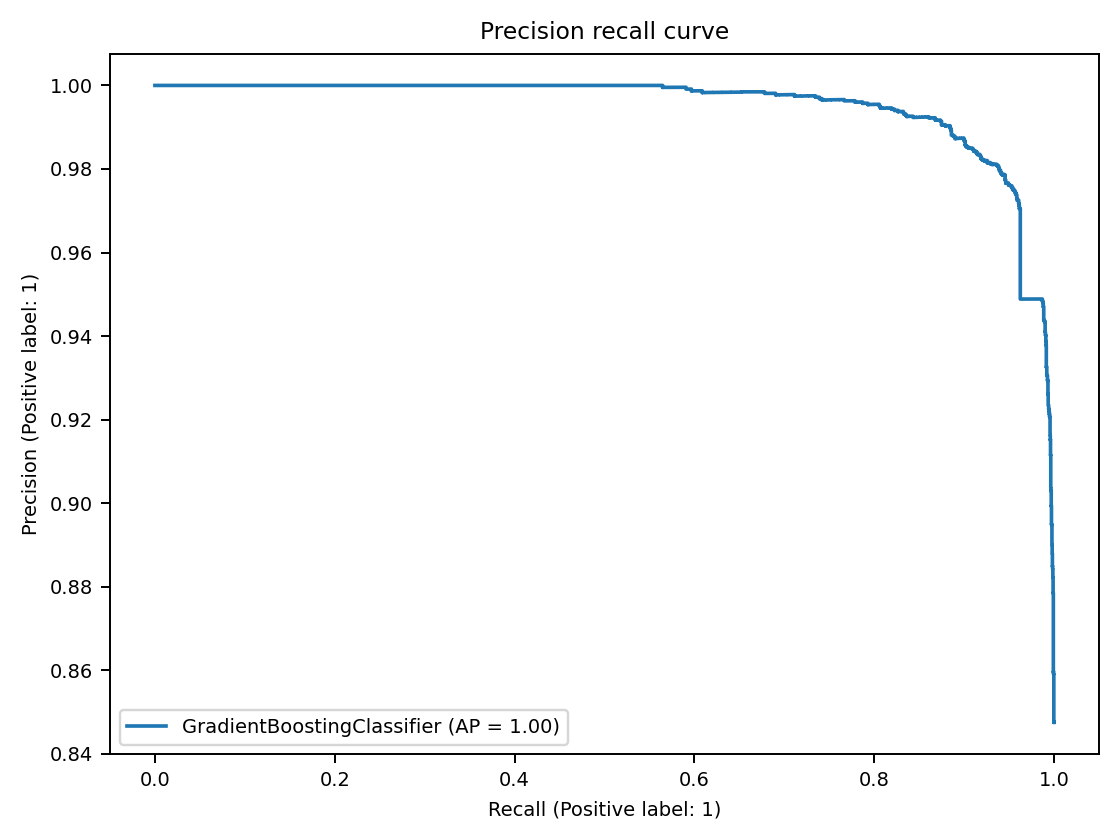 Precision recall curve
1.00
0.98
0.96
0.94
0.92
0.90
0.88
0.86
0.84
Precision (Positive label: 1)
GradientBoostingClassifier (AP = 1.00)
0.0 0.2 0.4 0.6 0.8 1.0
Recall (Positive label: 1)